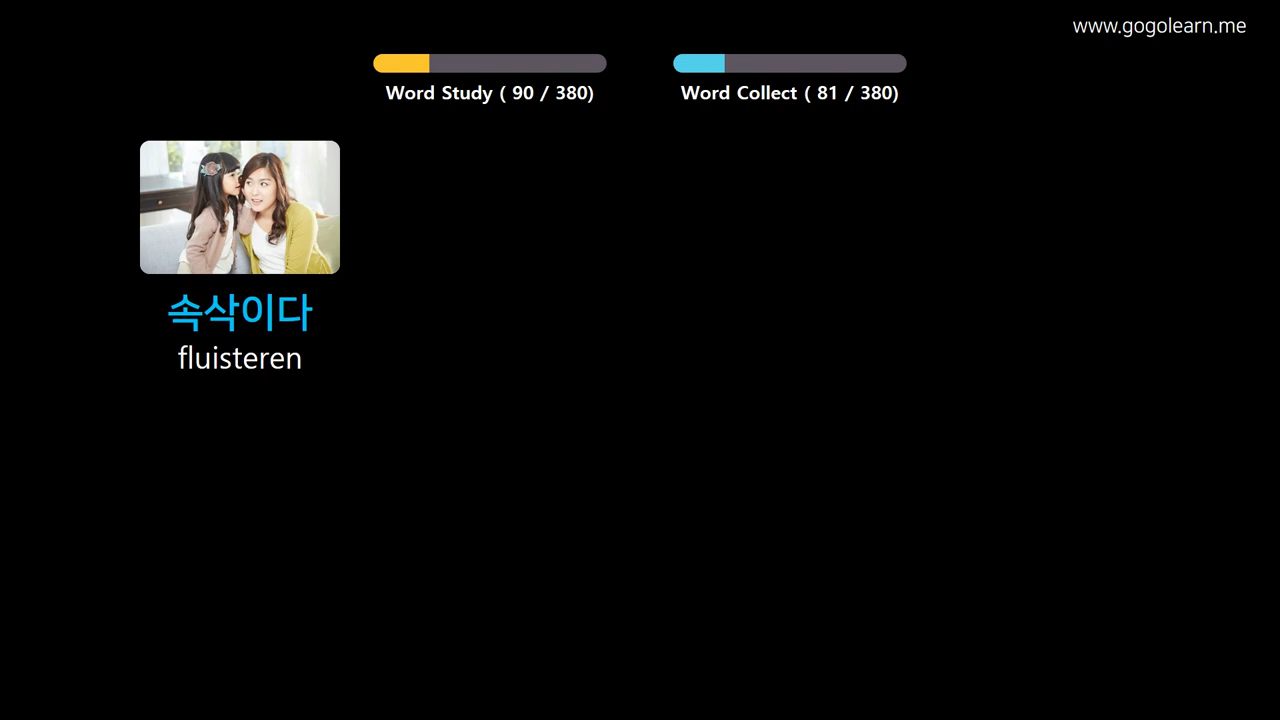 www.gogolearn.me
Word Study ( 90 / 380)
Word Collect ( 81 / 380)
속삭이다
fluisteren